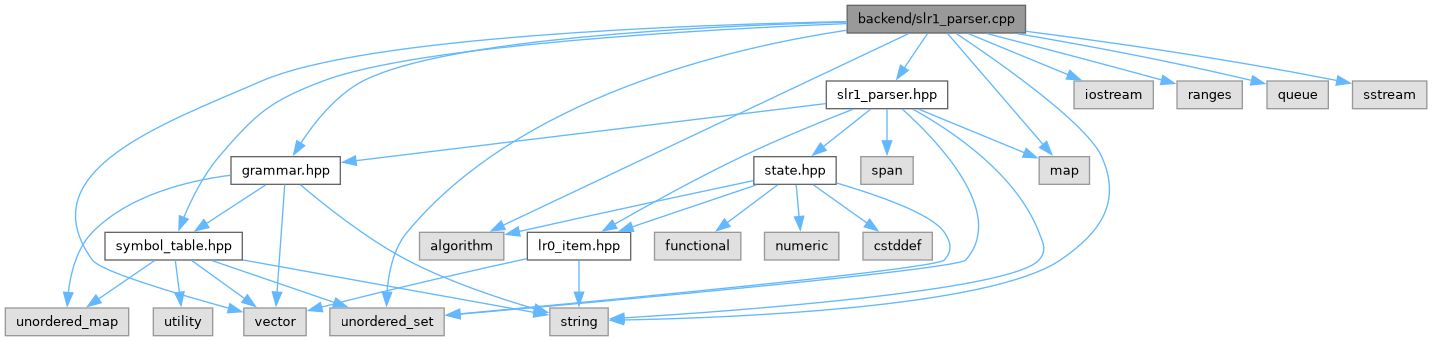 backend/slr1_parser.cpp
slr1_parser.hpp
iostream
ranges
queue
sstream
grammar.hpp
state.hpp
span
map
symbol_table.hpp
algorithm
lr0_item.hpp
functional
numeric
cstddef
unordered_map
utility
vector
unordered_set
string